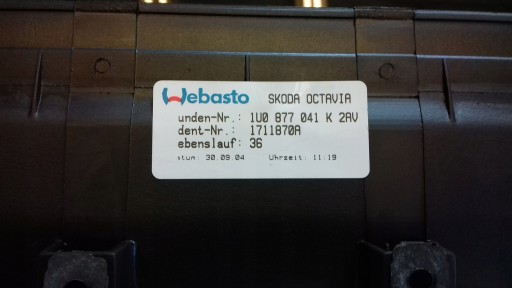 Webasto SKODA OCTAVIA
unden-Nr.: 1U0 877 041 K 2AV
dent-Nr.: 1711870A
ebenslauf: 36
tum: 30.09.04 Uhrzeit: 11:19